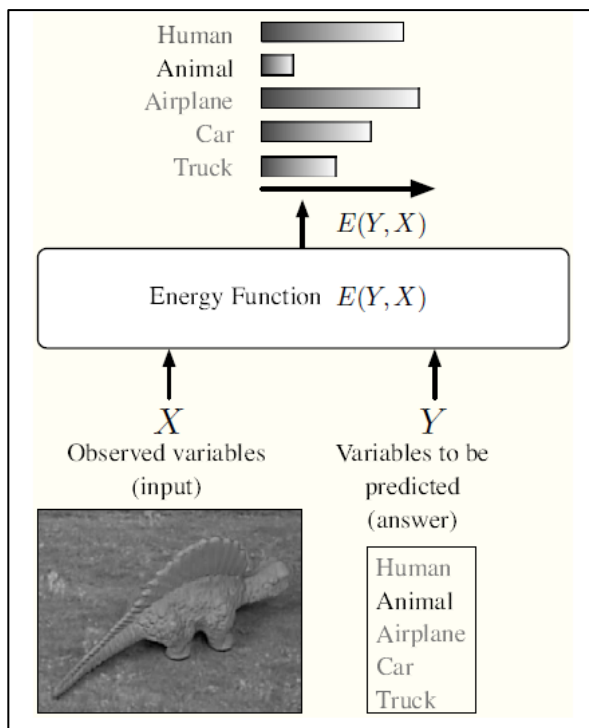 Human
Animal
Airplane
Car
Truck
E(Y, X)
Energy Function E(Y, X)
X
Y
Observed variables
(input)
Variables to be
predicted
(answer)
Human
Animal
Airplane
Car
Truck